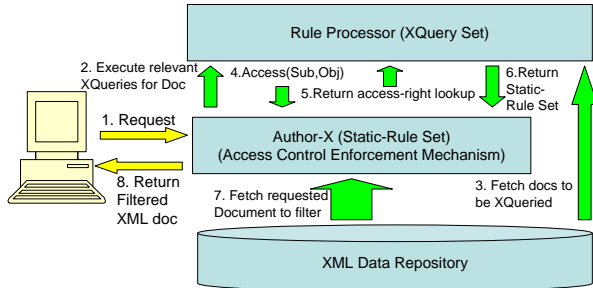 Rule Processor (XQuery Set)
2. Execute relevant
XQueries for Doc
4.Access(Sub,Obj)
5.Return access-right lookup
6.Return
Static-
Rule Set
1. Request
Author-X (Static-Rule Set)
(Access Control Enforcement Mechanism)
8. Return
Filtered
XML doc
7. Fetch requested
Document to filter
3. Fetch docs to
be XQueried
XML Data Repository